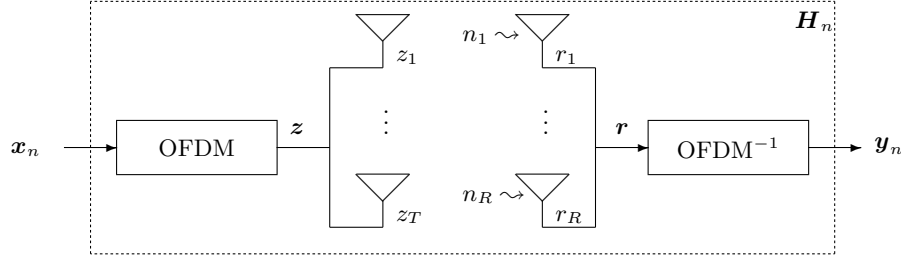 H_n
n_1 z_1 r_1
⋮ ⋮
x_n OFDM z r OFDM^{-1} y_n
n_R z_T r_R